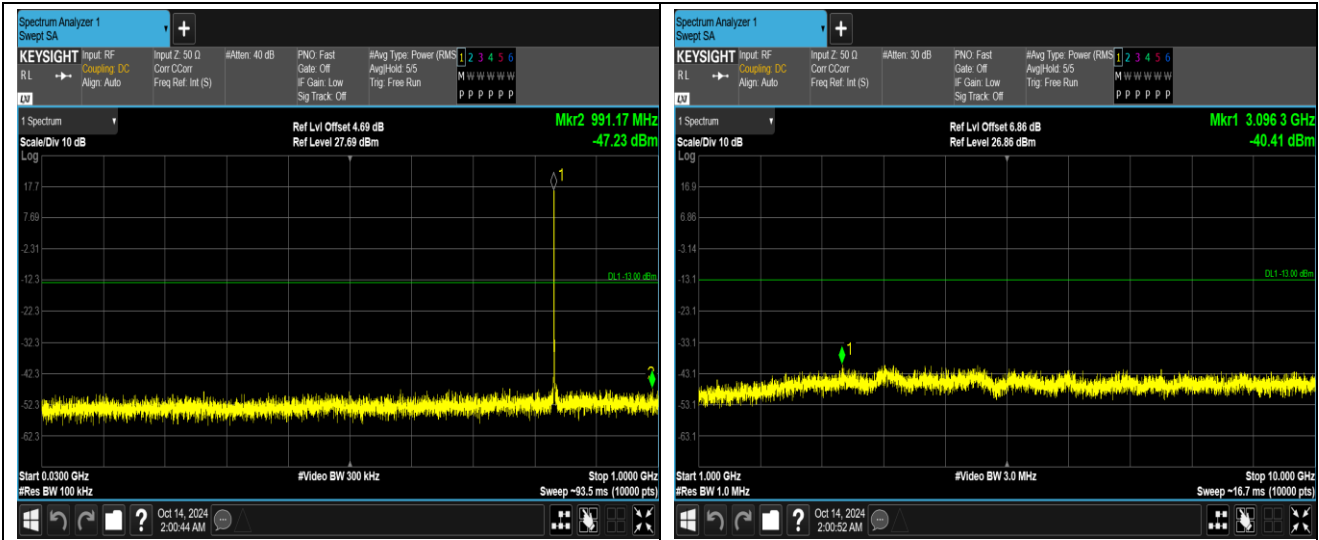 Spectrum Analyzer 1
Swept SA
+
KEYSIGHT
RL
LXI
Input: RF
Coupling: DC
Align: Auto
Input Z: 50 Ω
Corr CCorr
Freq Ref: Int (S)
#Atten: 40 dB
PNO: Fast
Gate: Off
IF Gain: Low
Sig Track: Off
#Avg Type: Power (RMS
Avg|Hold: 5/5
Trig: Free Run
1 2 3 4 5 6
M W W W W W
P P P P P P
1 Spectrum
Scale/Div 10 dB
Log
Ref Lvl Offset 4.69 dB
Ref Level 27.69 dBm
Mkr2 991.17 MHz
-47.23 dBm
1
17.7
7.69
-2.31
-12.3
DL1 -13.00 dBm
-22.3
-32.3
-42.3
2
-52.3
-62.3
Start 0.0300 GHz
#Res BW 100 kHz
#Video BW 300 kHz
Stop 1.0000 GHz
Sweep ~93.5 ms (10000 pts)
?
Oct 14, 2024
2:00:44 AM
Spectrum Analyzer 1
Swept SA
+
KEYSIGHT
RL
LXI
Input: RF
Coupling: DC
Align: Auto
Input Z: 50 Ω
Corr CCorr
Freq Ref: Int (S)
#Atten: 30 dB
PNO: Fast
Gate: Off
IF Gain: Low
Sig Track: Off
#Avg Type: Power (RMS
Avg|Hold: 5/5
Trig: Free Run
1 2 3 4 5 6
M W W W W W
P P P P P P
1 Spectrum
Scale/Div 10 dB
Log
Ref Lvl Offset 6.86 dB
Ref Level 26.86 dBm
Mkr1 3.096 3 GHz
-40.41 dBm
16.9
6.86
-3.14
-13.1
DL1 -13.00 dBm
-23.1
-33.1
1
-43.1
-53.1
-63.1
Start 1.000 GHz
#Res BW 1.0 MHz
#Video BW 3.0 MHz
Stop 10.000 GHz
Sweep ~16.7 ms (10000 pts)
?
Oct 14, 2024
2:00:52 AM